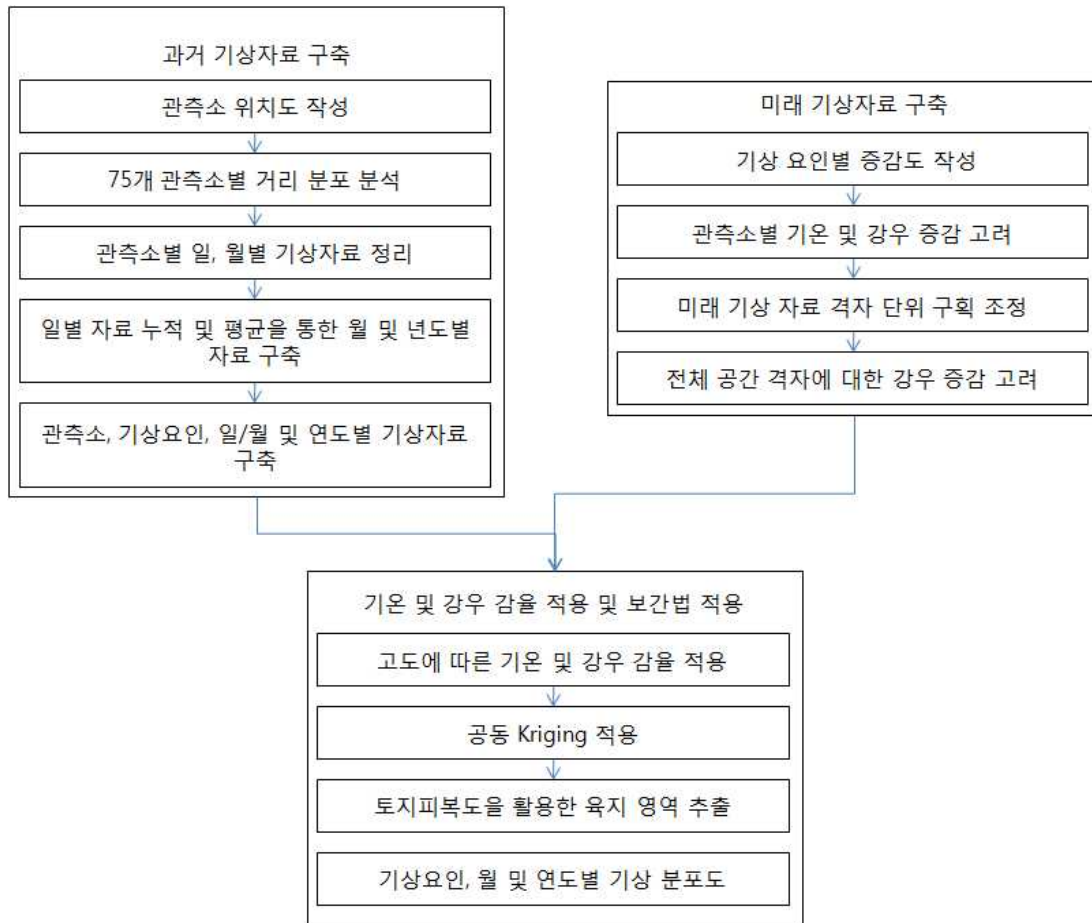 과거 기상자료 구축
관측소 위치도 작성
75개 관측소별 거리 분포 분석
관측소별 일, 월별 기상자료 정리
일별 자료 누적 및 평균을 통한 월 및 년도별
자료 구축
관측소, 기상요인, 일/월 및 연도별 기상자료
구축
미래 기상자료 구축
기상 요인별 증감도 작성
관측소별 기온 및 강우 증감 고려
미래 기상 자료 격자 단위 구획 조정
전체 공간 격자에 대한 강우 증감 고려
기온 및 강우 감율 적용 및 보간법 적용
고도에 따른 기온 및 강우 감율 적용
공동 Kriging 적용
토지피복도을 활용한 육지 영역 추출
기상요인, 월 및 연도별 기상 분포도